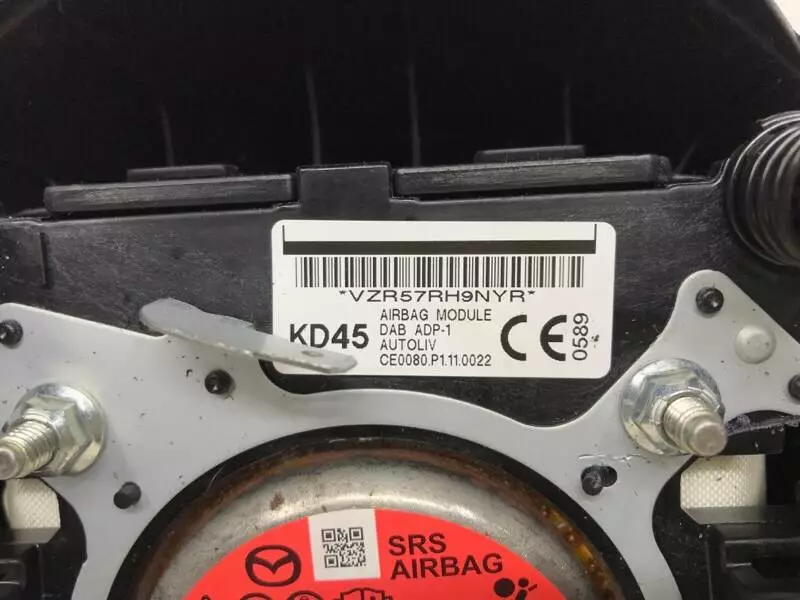 *VZR57RH9NYR*
KD45
AIRBAG MODULE
DAB ADP-1
AUTOLIV
CE0080.P1.11.0022
CE
0589
SRS
AIRBAG